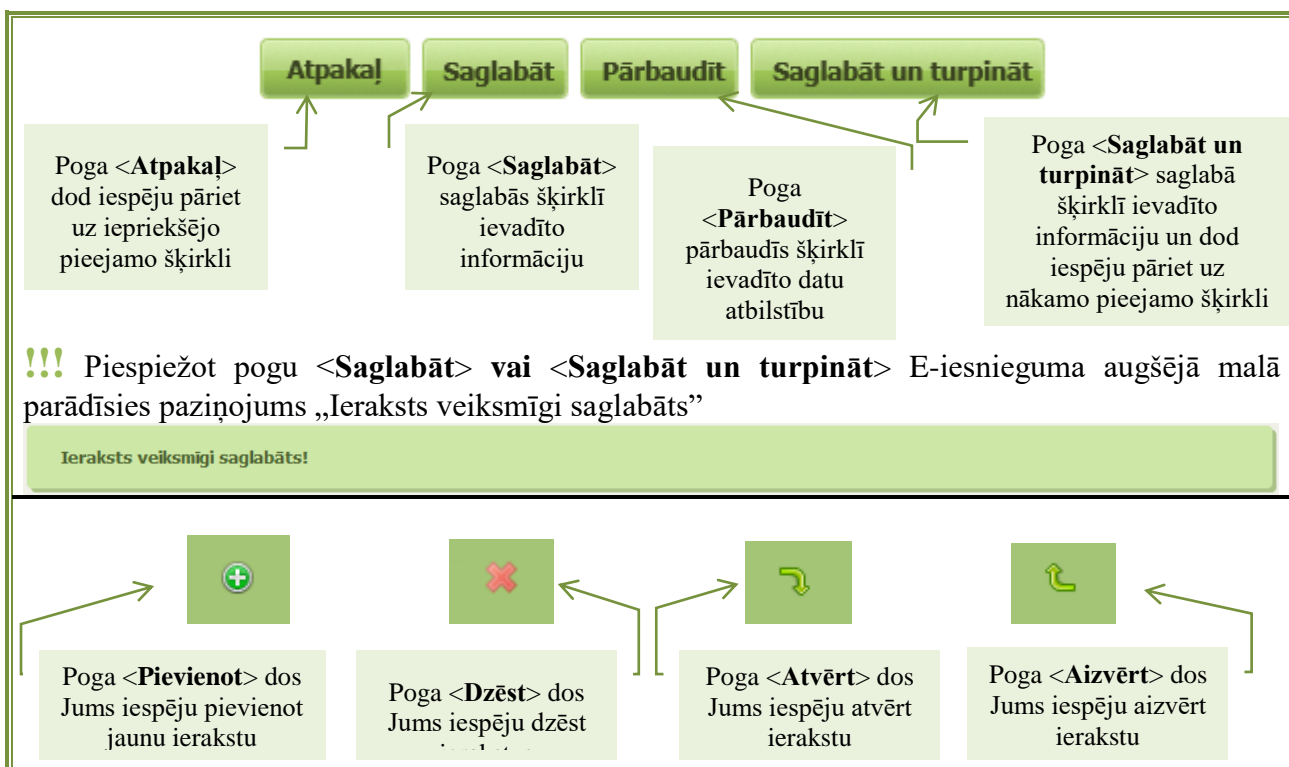 Atpakaļ Saglabāt Pārbaudīt Saglabāt un turpināt
Poga <Atpakaļ>
dod iespēju pāriet
uz iepriekšējo
pieejamo šķirkli
Poga <Saglabāt>
saglabās šķirklī
ievadīto
informāciju
Poga
<Pārbaudīt>
pārbaudīs šķirklī
ievadīto datu
atbilstību
Poga <Saglabāt un
turpināt> saglabā
šķirklī ievadīto
informāciju un dod
iespēju pāriet uz
nākamo pieejamo šķirkli
!!! Piespiežot pogu <Saglabāt> vai <Saglabāt un turpināt> E-iesnieguma augšējā malā
parādīsies paziņojums „Ieraksts veiksmīgi saglabāts”
Ieraksts veiksmīgi saglabāts!
Poga <Pievienot> dos
Jums iespēju pievienot
jaunu ierakstu
Poga <Dzēst> dos
Jums iespēju dzēst
Poga <Atvērt> dos
Jums iespēju atvērt
ierakstu
Poga <Aizvērt> dos
Jums iespēju aizvērt
ierakstu